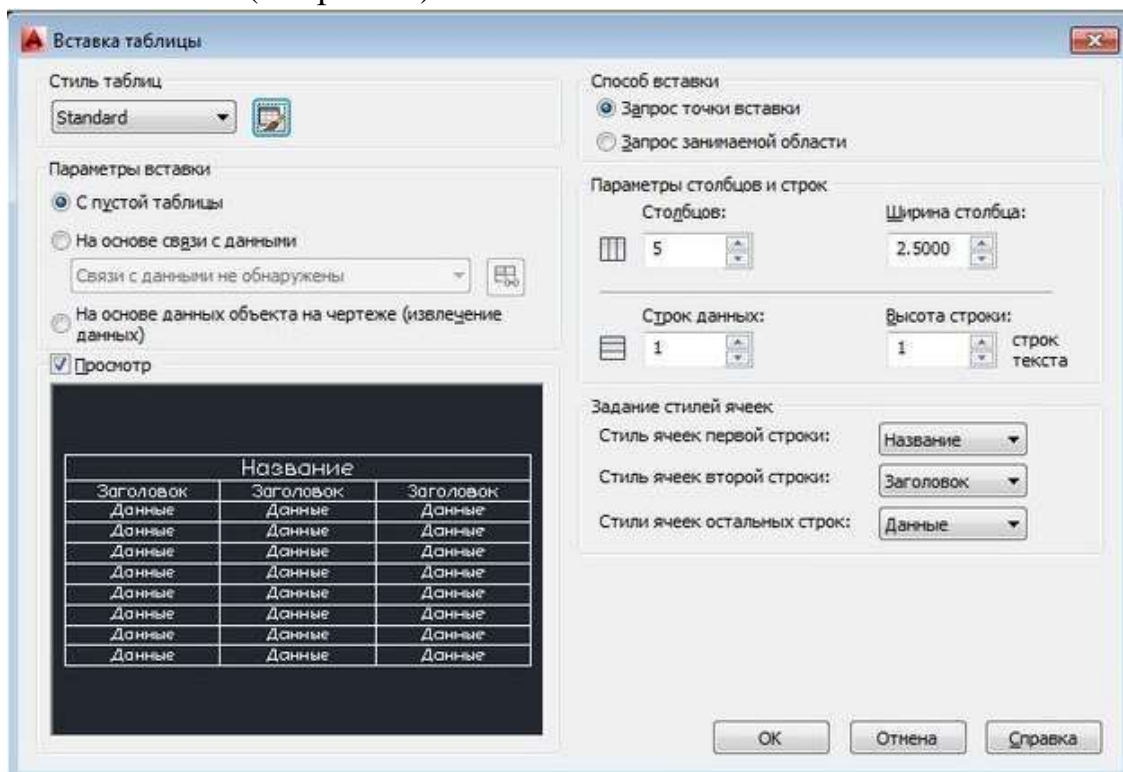 Вставка таблицы
Стиль таблиц
Standard
Параметры вставки
С пустой таблицы
На основе связи с данными
Связи с данными не обнаружены
На основе данных объекта на чертеже (извлечение
данных)
Просмотр
Название
Заголовок Заголовок Заголовок
Данные Данные Данные
Данные Данные Данные
Данные Данные Данные
Данные Данные Данные
Данные Данные Данные
Данные Данные Данные
Данные Данные Данные
Данные Данные Данные
Способ вставки
Запрос точки вставки
Запрос занимаемой области
Параметры столбцов и строк
Столбцов: Ширина столбца:
5 2.5000
Строк данных: Высота строки:
1 1 строк
текста
Задание стилей ячеек
Стиль ячеек первой строки: Название
Стиль ячеек второй строки: Заголовок
Стили ячеек остальных строк: Данные
OK Отмена Справка